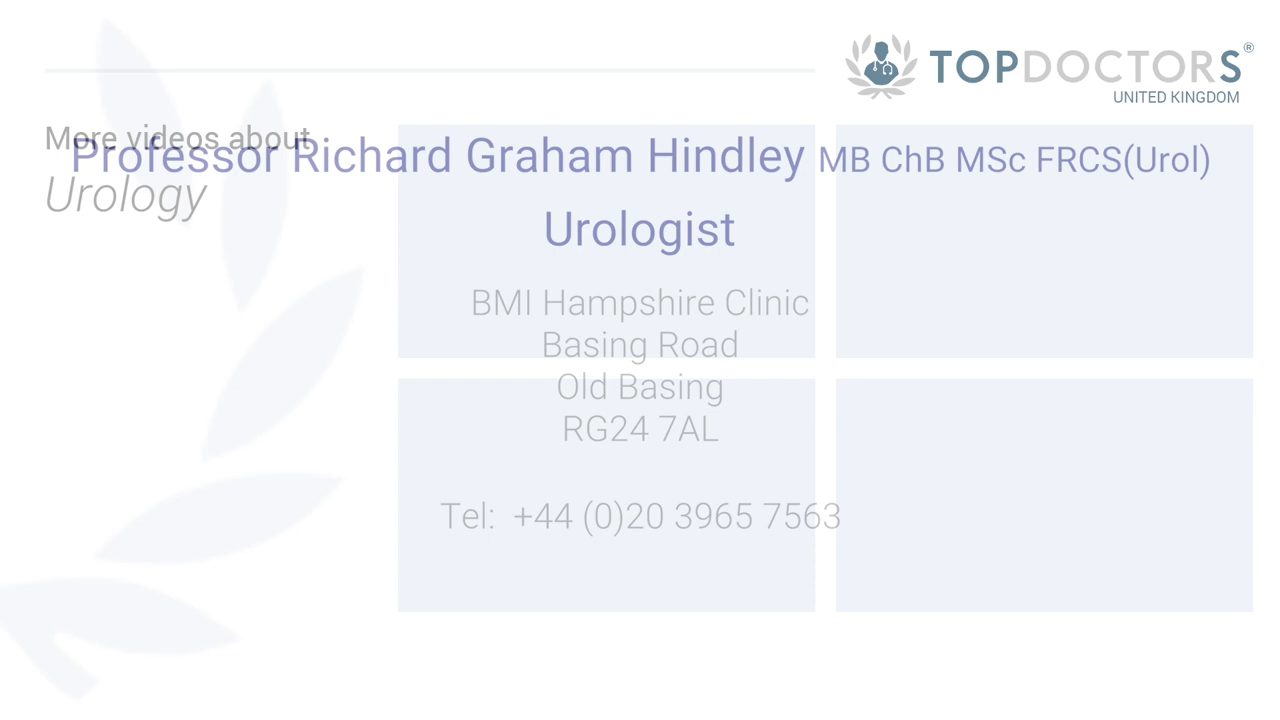 TOPDOCTORS®
UNITED KINGDOM
More videos about
Urology
Professor Richard Graham Hindley MB ChB MSc FRCS(Urol)
Urologist
BMI Hampshire Clinic
Basing Road
Old Basing
RG24 7AL
Tel: +44 (0)20 3965 7563